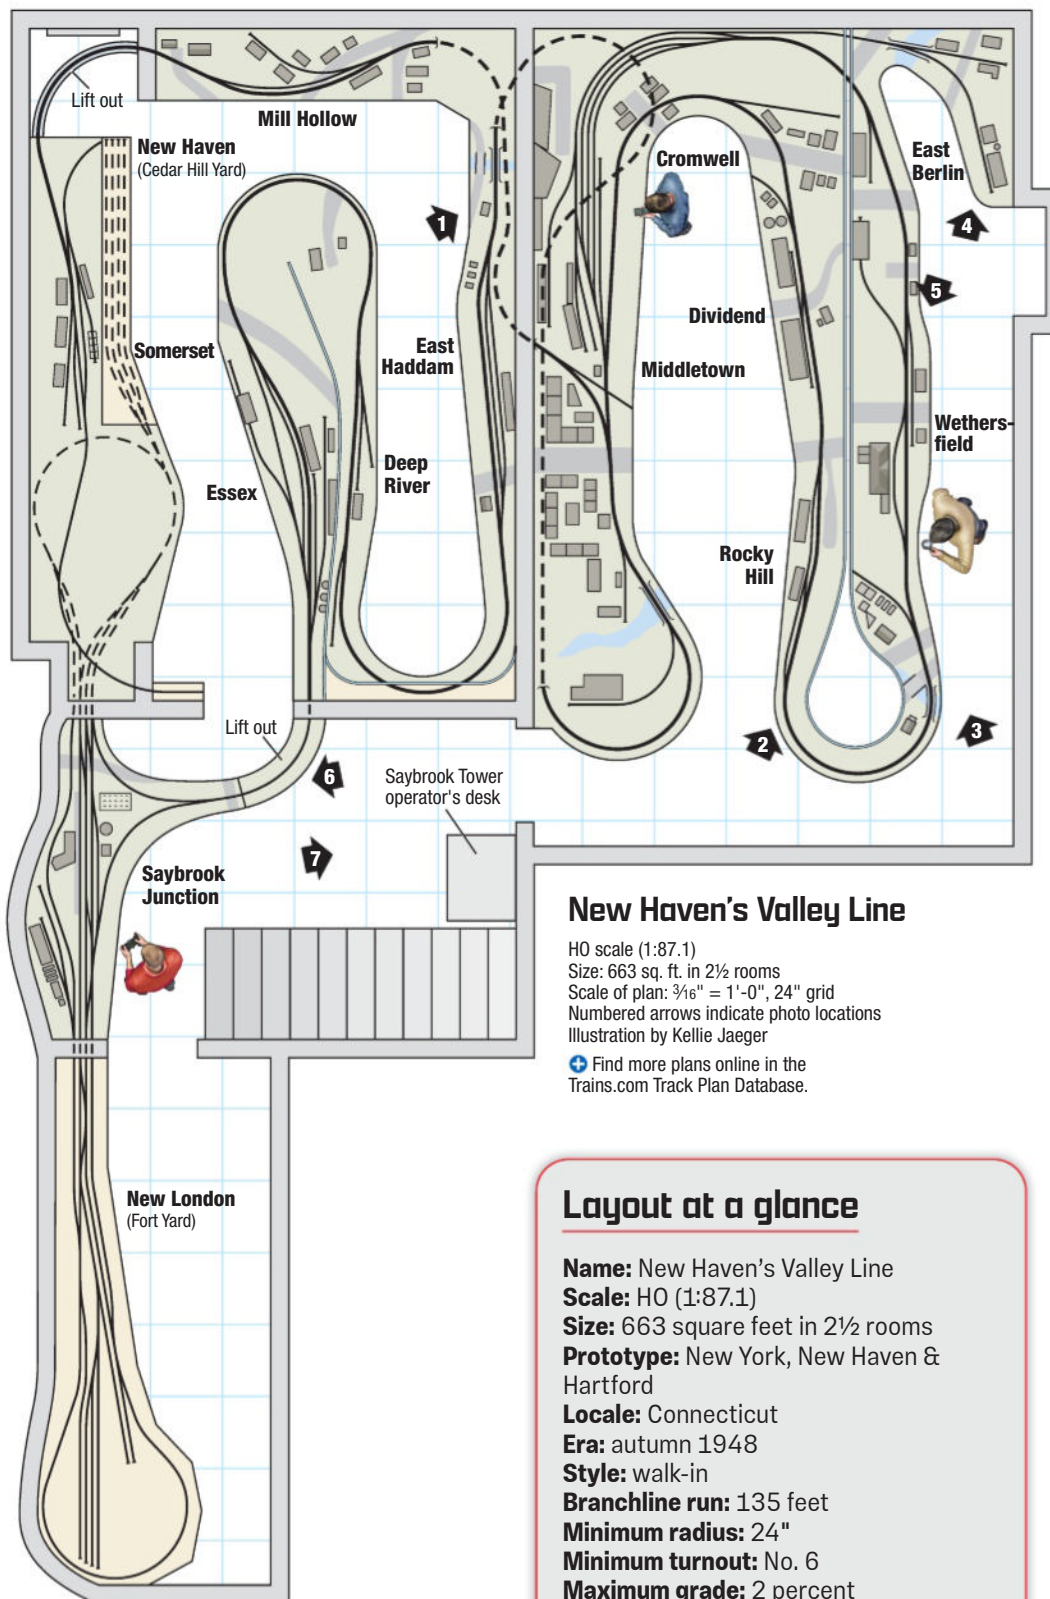 Lift out
Mill Hollow
New Haven
(Cedar Hill Yard)
Cromwell
East
Berlin
1
4
5
Somerset
East
Haddam
Dividend
Middletown
Wethers-
field
Essex
Deep
River
Rocky
Hill
Lift out
2
3
6
Saybrook Tower
operator's desk
7
Saybrook
Junction
New London
(Fort Yard)
New Haven's Valley Line
HO scale (1:87.1)
Size: 663 sq. ft. in 2½ rooms
Scale of plan: 3⁄16" = 1'-0", 24" grid
Numbered arrows indicate photo locations
Illustration by Kellie Jaeger
Find more plans online in the
Trains.com Track Plan Database.
Layout at a glance
Name: New Haven's Valley Line
Scale: HO (1:87.1)
Size: 663 square feet in 2½ rooms
Prototype: New York, New Haven &
Hartford
Locale: Connecticut
Era: autumn 1948
Style: walk-in
Branchline run: 135 feet
Minimum radius: 24"
Minimum turnout: No. 6
Maximum grade: 2 percent